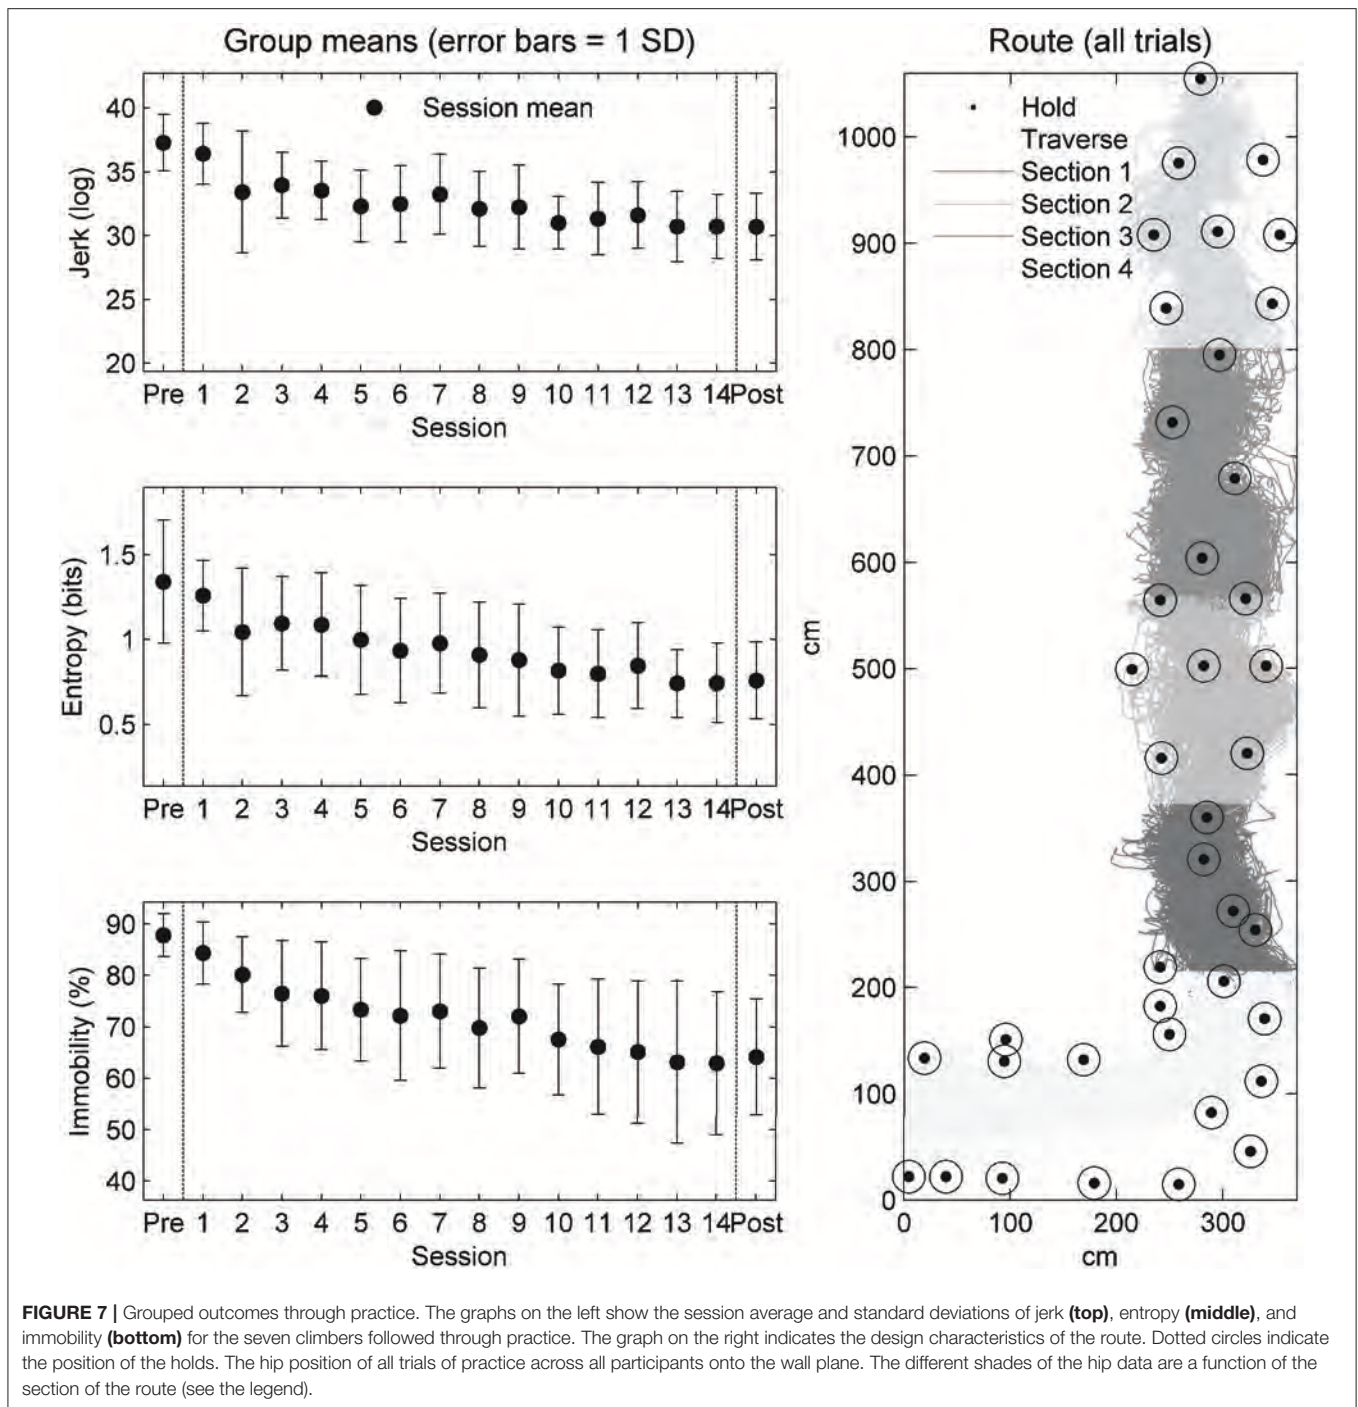 Group means (error bars = 1 SD)
Session mean
Jerk (log)
40
35
30
25
20
Pre 1 2 3 4 5 6 7 8 9 10 11 12 13 14 Post
Session
Entropy (bits)
1.5
1
0.5
Pre 1 2 3 4 5 6 7 8 9 10 11 12 13 14 Post
Session
Immobility (%)
90
80
70
60
50
40
Pre 1 2 3 4 5 6 7 8 9 10 11 12 13 14 Post
Session
Route (all trials)
Hold
Traverse
Section 1
Section 2
Section 3
Section 4
cm
1000
900
800
700
600
500
400
300
200
100
0
0 100 200 300
cm
FIGURE 7 | Grouped outcomes through practice. The graphs on the left show the session average and standard deviations of jerk (top), entropy (middle), and
immobility (bottom) for the seven climbers followed through practice. The graph on the right indicates the design characteristics of the route. Dotted circles indicate
the position of the holds. The hip position of all trials of practice across all participants onto the wall plane. The different shades of the hip data are a function of the
section of the route (see the legend).